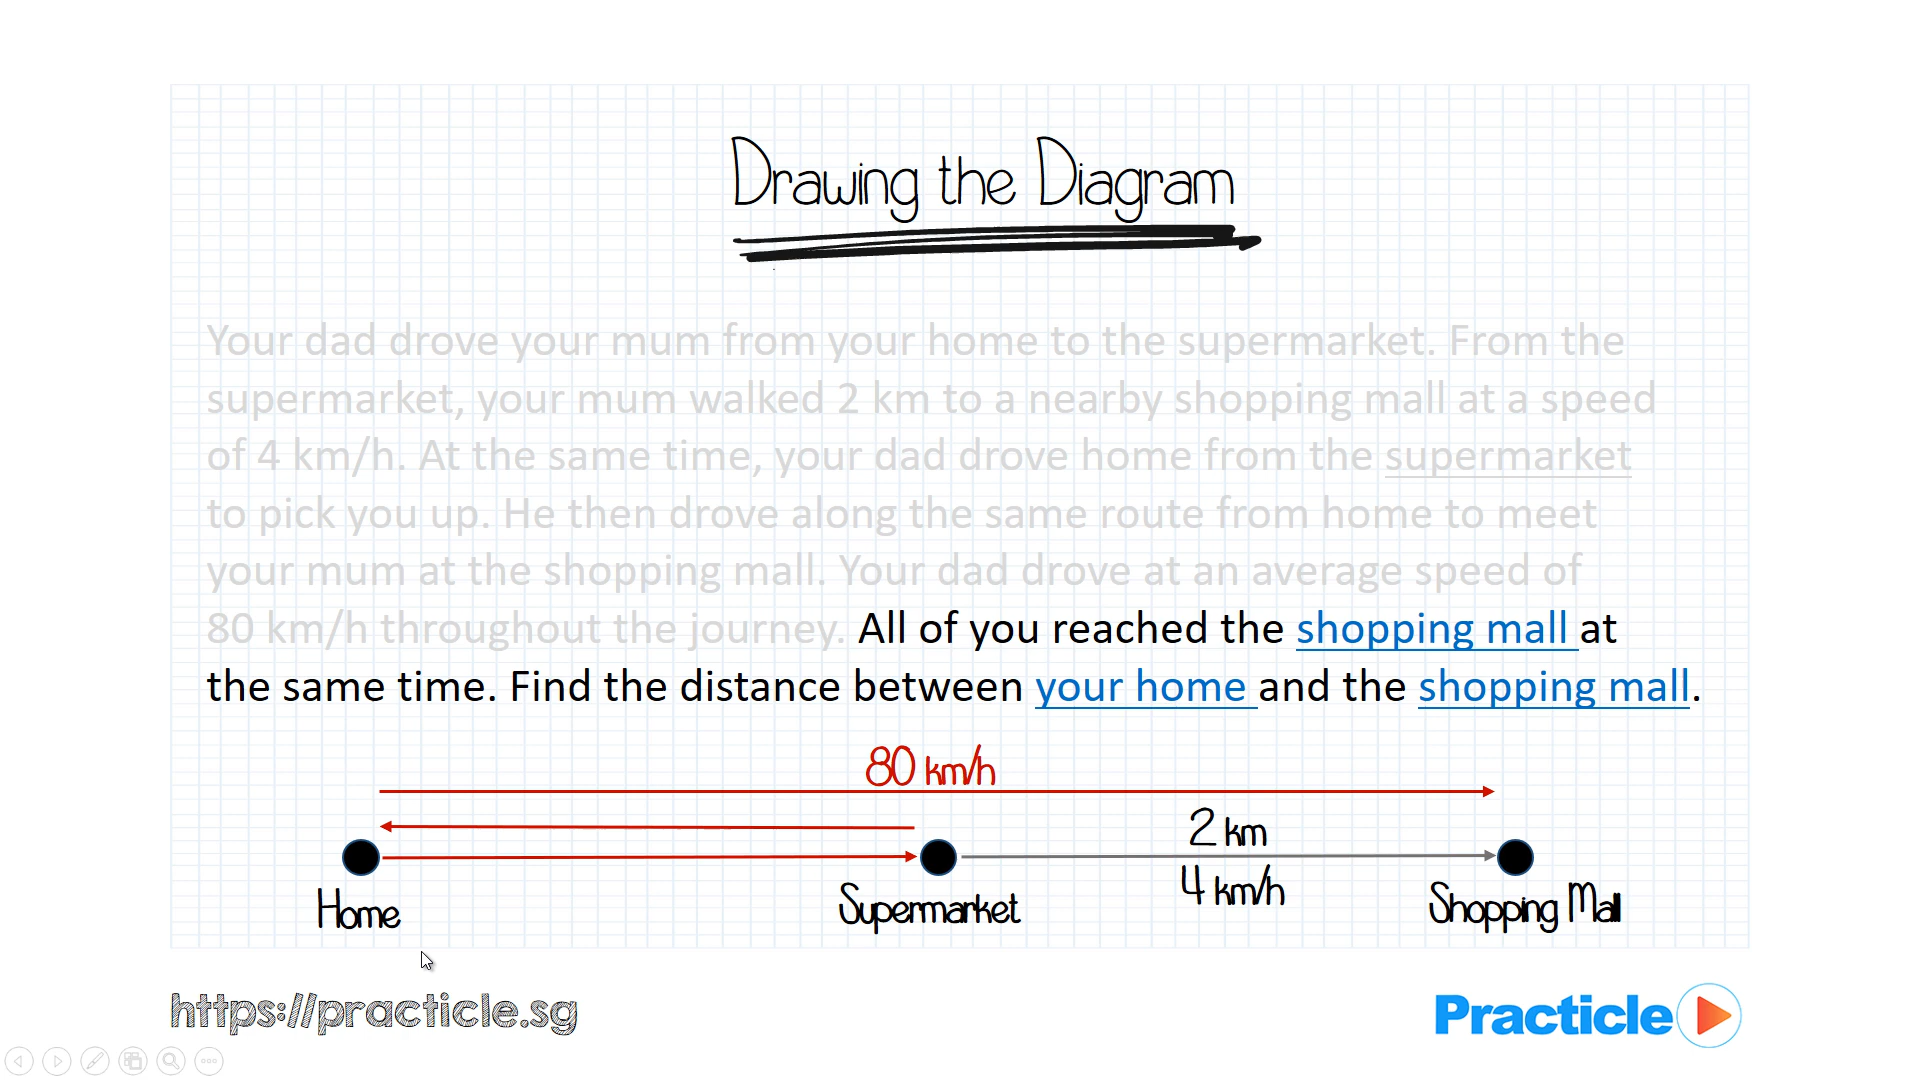 Drawing the Diagram
Your dad drove your mum from your home to the supermarket. From the
supermarket, your mum walked 2 km to a nearby shopping mall at a speed
of 4 km/h. At the same time, your dad drove home from the supermarket
to pick you up. He then drove along the same route from home to meet
your mum at the shopping mall. Your dad drove at an average speed of
80 km/h throughout the journey. All of you reached the shopping mall at
the same time. Find the distance between your home and the shopping mall.
80 km/h
2 km
4 km/h
Home
Supermarket
Shopping Mall
https://practicle.sg
Practicle